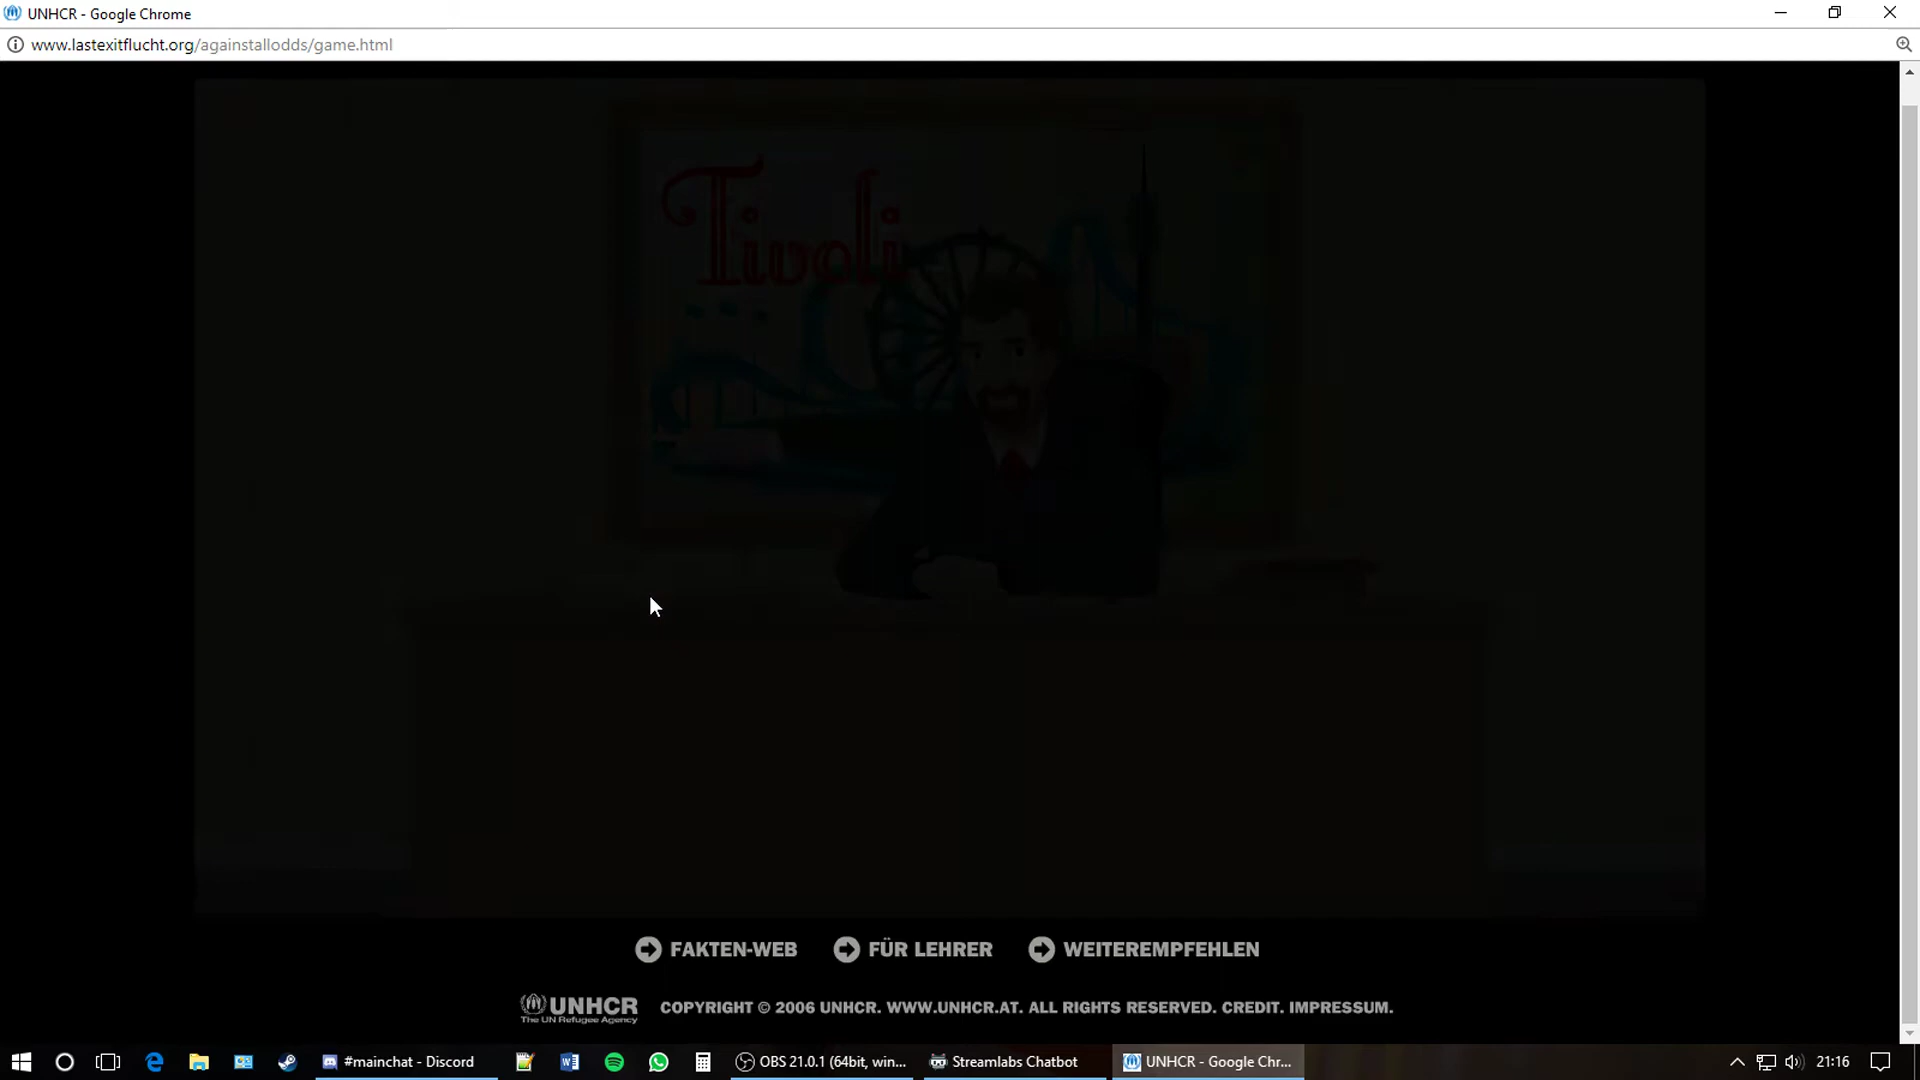 UNHCR - Google Chrome
www.lastexitflucht.org/againstallodds/game.html
Tivoli
FAKTEN-WEB FÜR LEHRER WEITEREMPFEHLEN
UNHCR
The UN Refugee Agency
COPYRIGHT © 2006 UNHCR. WWW.UNHCR.AT. ALL RIGHTS RESERVED. CREDIT. IMPRESSUM.
#mainchat - Discord OBS 21.0.1 (64bit, win... Streamlabs Chatbot UNHCR - Google Chr... 21:16